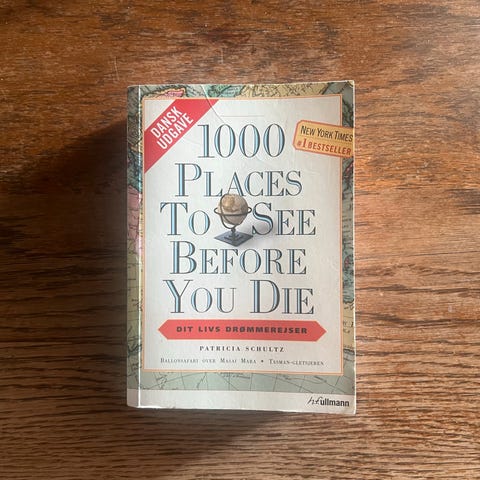 DANSK
UDGAVE
NEW YORK TIMES
#1 BESTSELLER
1000
PLACES
TO SEE
BEFORE
YOU DIE
DIT LIVS DRØMMEREJSER
PATRICIA SCHULTZ
BALLONSAFARI OVER MASAI MARA • TASMAN-GLETSJEREN
h.f.ullmann